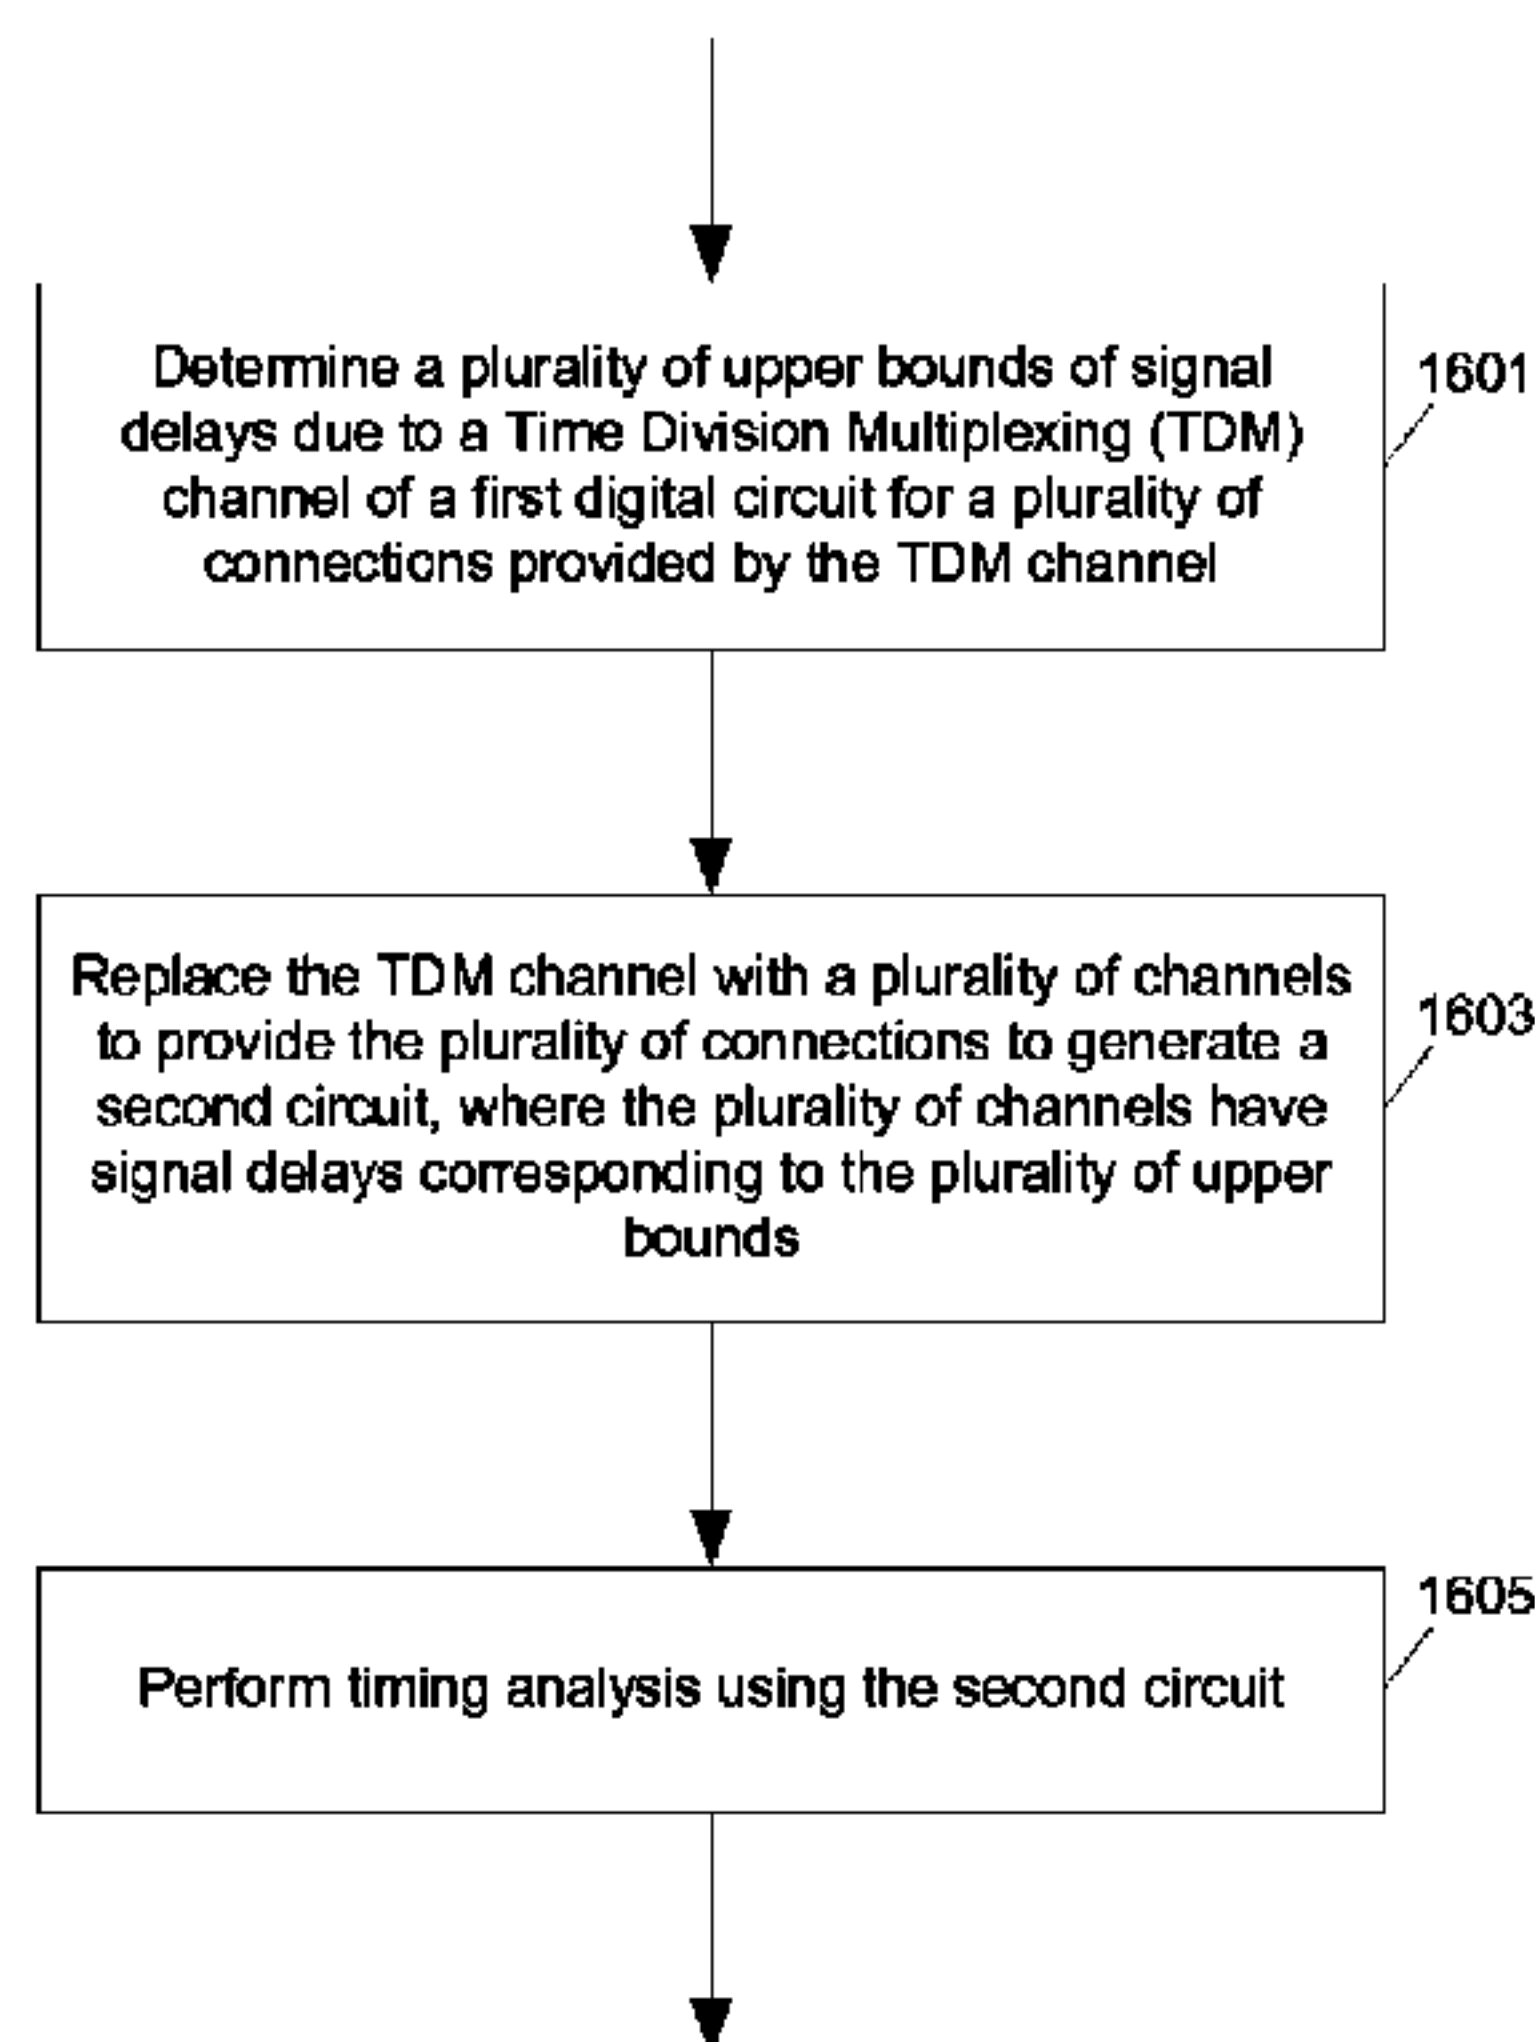 Determine a plurality of upper bounds of signal
delays due to a Time Division Multiplexing (TDM)
channel of a first digital circuit for a plurality of
connections provided by the TDM channel
1601
Replace the TDM channel with a plurality of channels
to provide the plurality of connections to generate a
second circuit, where the plurality of channels have
signal delays corresponding to the plurality of upper
bounds
1603
Perform timing analysis using the second circuit
1605